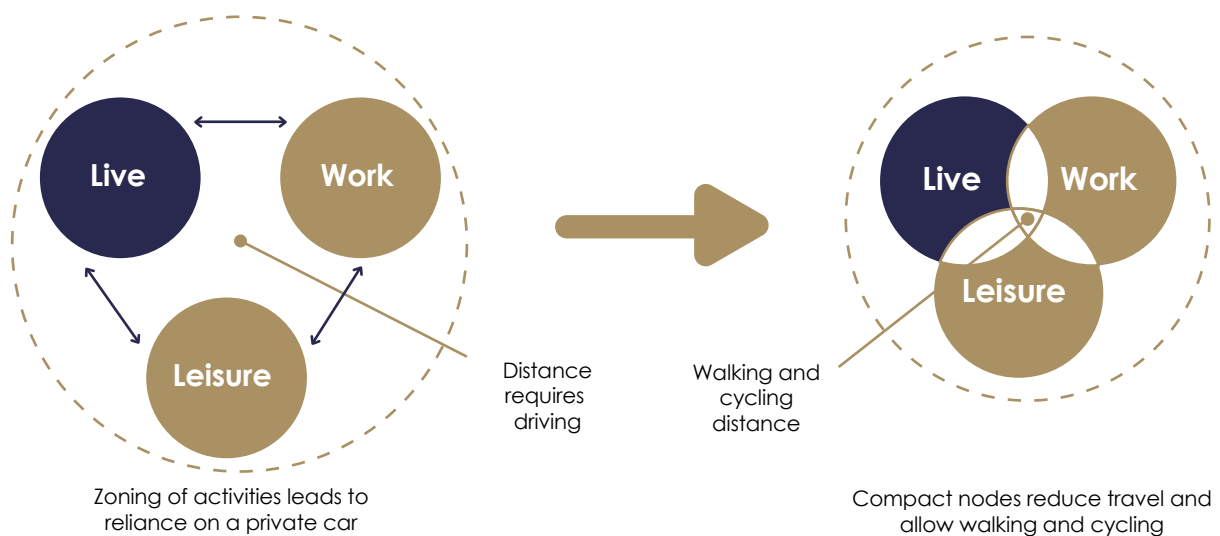 Live
Work
Leisure
Distance
requires
driving
Zoning of activities leads to
reliance on a private car
Live
Work
Leisure
Walking and
cycling
distance
Compact nodes reduce travel and
allow walking and cycling